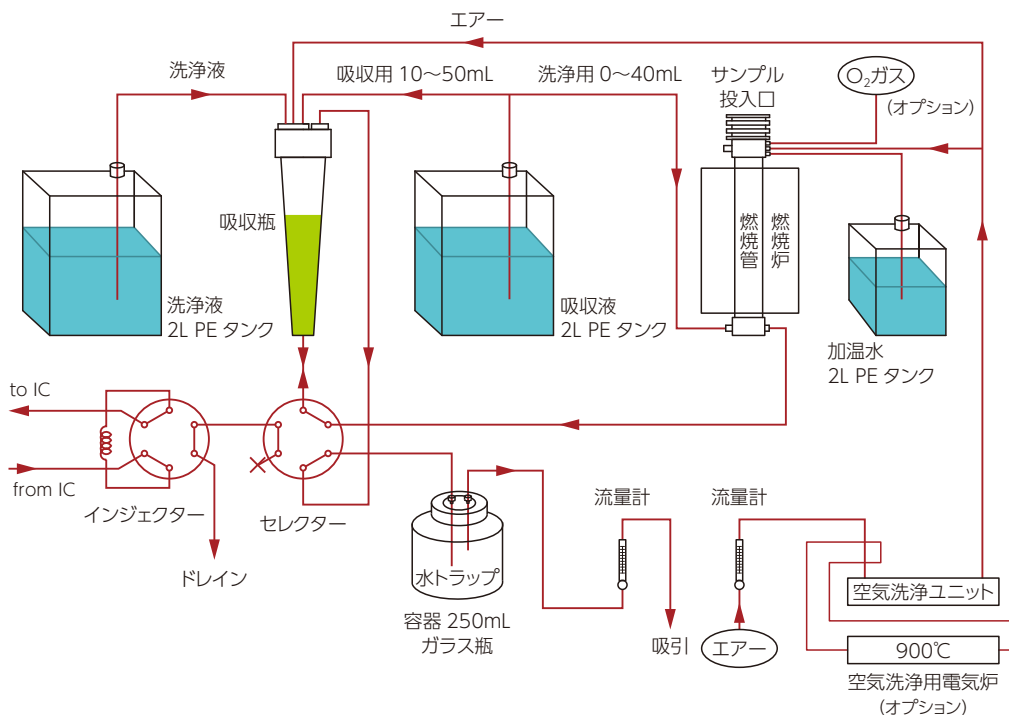 エアー
洗浄液
吸収用 10〜50mL
洗浄用 0〜40mL
サンプル
投入口
O₂ガス
(オプション)
吸収瓶
燃焼管
燃焼炉
洗浄液
2L PE タンク
吸収液
2L PE タンク
加温水
2L PE タンク
to IC
from IC
インジェクター
セレクター
ドレイン
水トラップ
容器 250mL
ガラス瓶
流量計
流量計
吸引
エアー
空気洗浄ユニット
900℃
空気洗浄用電気炉
(オプション)